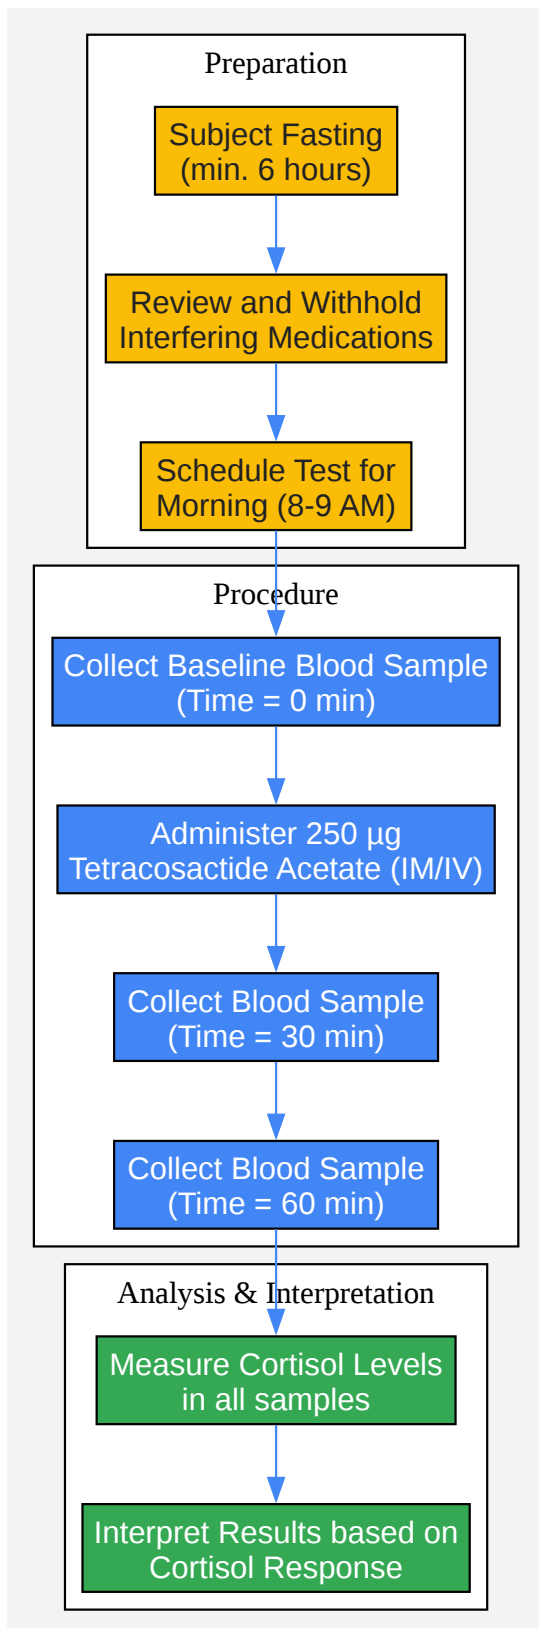 Preparation
Subject Fasting
(min. 6 hours)
Review and Withhold
Interfering Medications
Schedule Test for
Morning (8-9 AM)
Procedure
Collect Baseline Blood Sample
(Time = 0 min)
Administer 250 µg
Tetracosactide Acetate (IM/IV)
Collect Blood Sample
(Time = 30 min)
Collect Blood Sample
(Time = 60 min)
Analysis & Interpretation
Measure Cortisol Levels
in all samples
Interpret Results based on
Cortisol Response